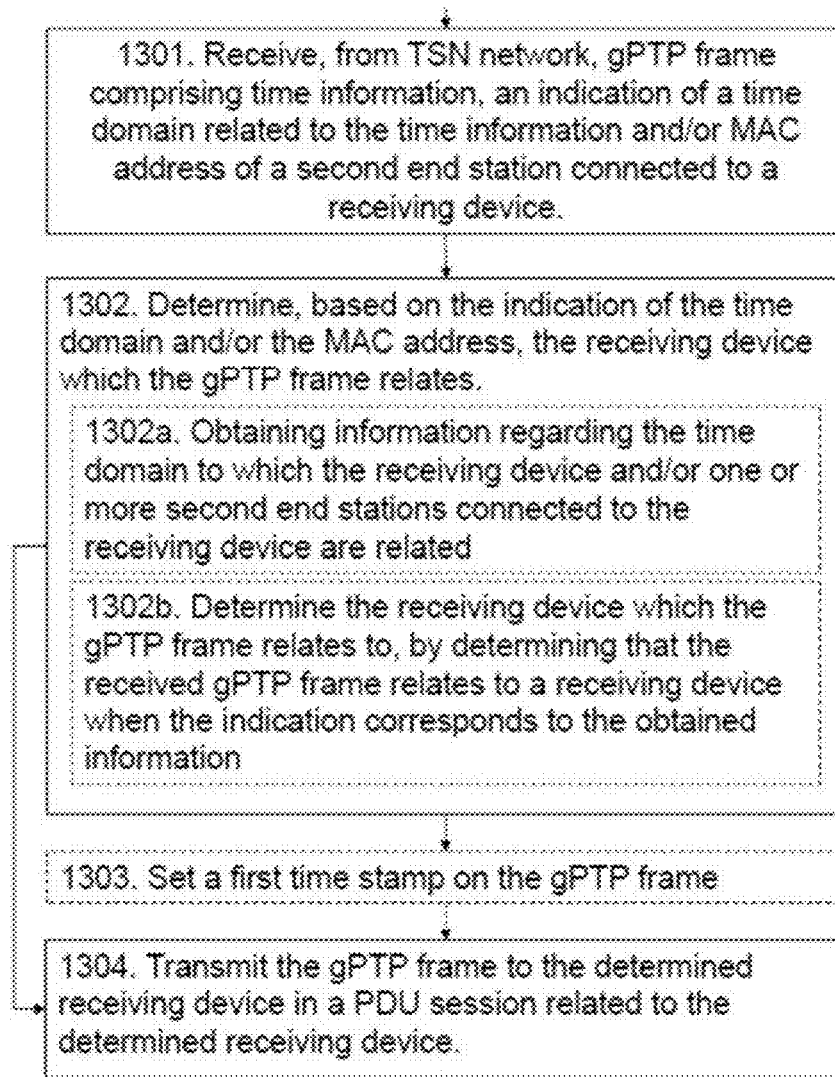 1301. Receive, from TSN network, gPTP frame
comprising time information, an indication of a time
domain related to the time information and/or MAC
address of a second end station connected to a
receiving device.
1302. Determine, based on the indication of the time
domain and/or the MAC address, the receiving device
which the gPTP frame relates.
1302a. Obtaining information regarding the time
domain to which the receiving device and/or one or
more second end stations connected to the
receiving device are related
1302b. Determine the receiving device which the
gPTP frame relates to, by determining that the
received gPTP frame relates to a receiving device
when the indication corresponds to the obtained
information
1303. Set a first time stamp on the gPTP frame
1304. Transmit the gPTP frame to the determined
receiving device in a PDU session related to the
determined receiving device.